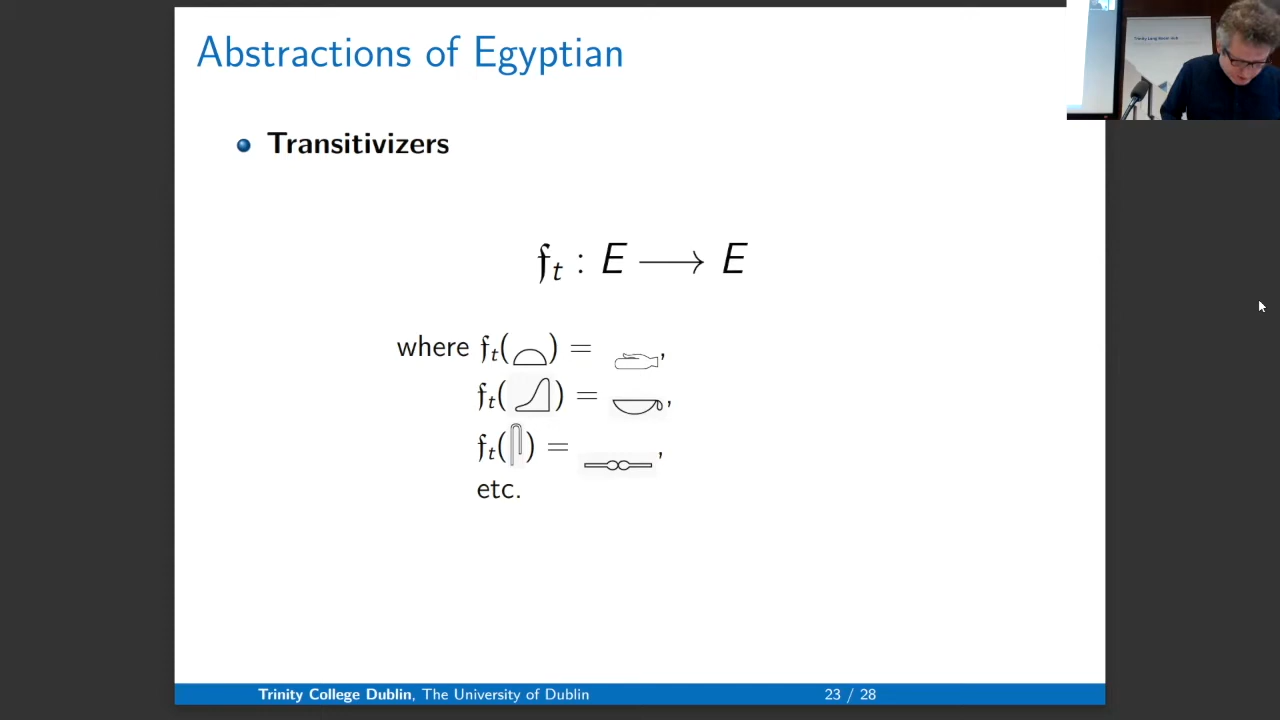 Abstractions of Egyptian
Transitivizers
𝔣ₜ : E ⟶ E
where 𝔣ₜ(𓏏) = 𓂧,
𝔣ₜ(𓈎) = 𓎡,
𝔣ₜ(𓋴) = 𓊃,
etc.
Trinity College Dublin, The University of Dublin 23 / 28